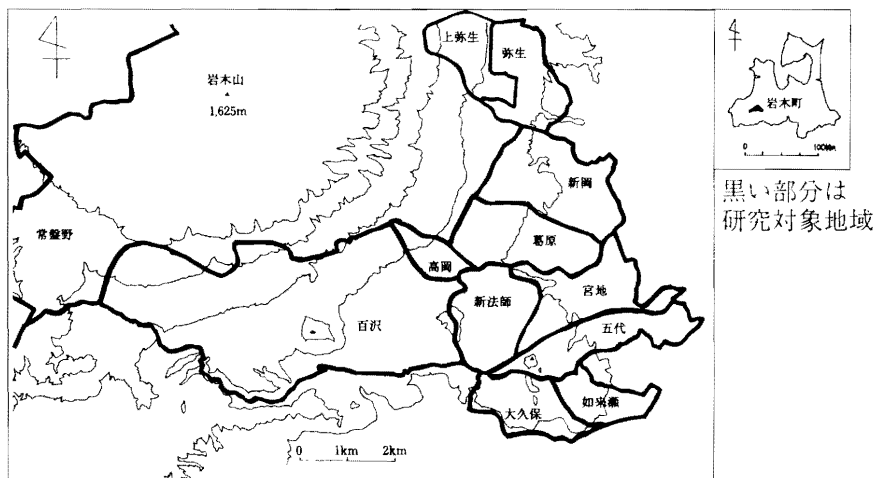 上弥生
弥生
岩木山
1,625m
新岡
常盤野
葛原
高岡
宮地
新法師
百沢
五代
如来瀬
大久保
0 1km 2km
岩木町
0 100km
黒い部分は
研究対象地域